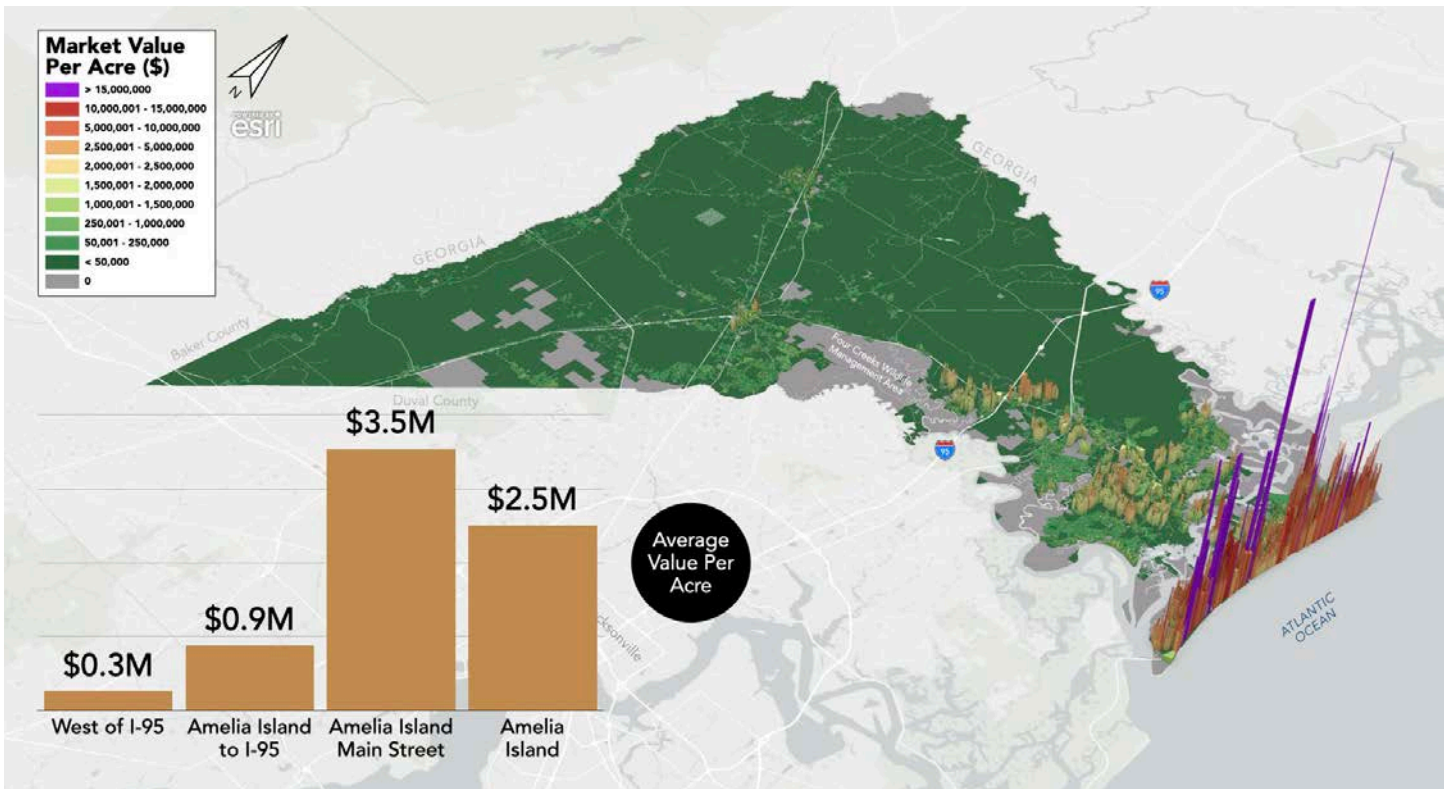 Market Value
Per Acre ($)
> 15,000,000
10,000,001 - 15,000,000
5,000,001 - 10,000,000
2,500,001 - 5,000,000
2,000,001 - 2,500,000
1,500,001 - 2,000,000
1,000,001 - 1,500,000
250,001 - 1,000,000
50,001 - 250,000
< 50,000
0
N
POWERED BY
esri
GEORGIA
GEORGIA
Baker County
Duval County
Four Creeks Wildlife
Management Area
95
95
ATLANTIC
OCEAN
cksonville
$0.3M
$0.9M
$3.5M
$2.5M
West of I-95
Amelia Island
to I-95
Amelia Island
Main Street
Amelia
Island
Average
Value Per
Acre